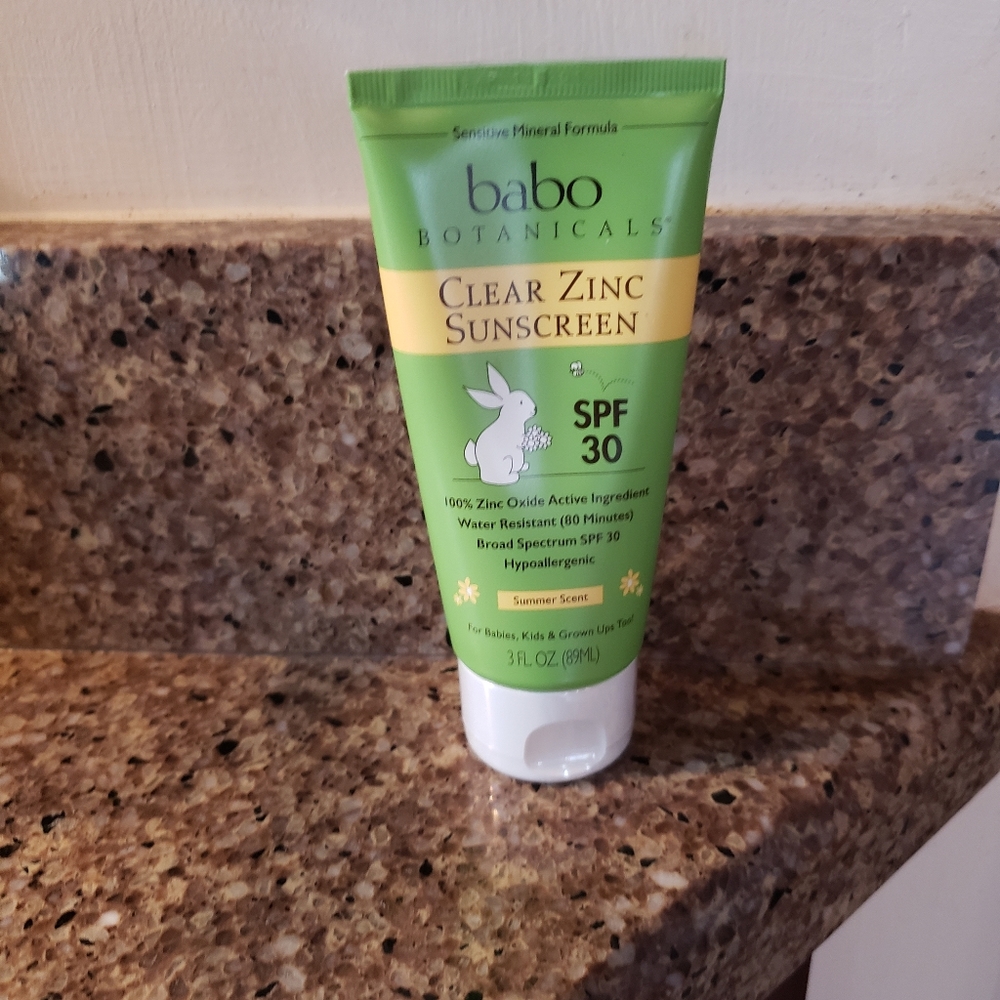 Sensitive Mineral Formula
babo
BOTANICALS
CLEAR ZINC
SUNSCREEN
SPF
30
100% Zinc Oxide Active Ingredient
Water Resistant (80 Minutes)
Broad Spectrum SPF 30
Hypoallergenic
Summer Scent
For Babies, Kids & Grown Ups Too!
3 FL. OZ. (89ML)